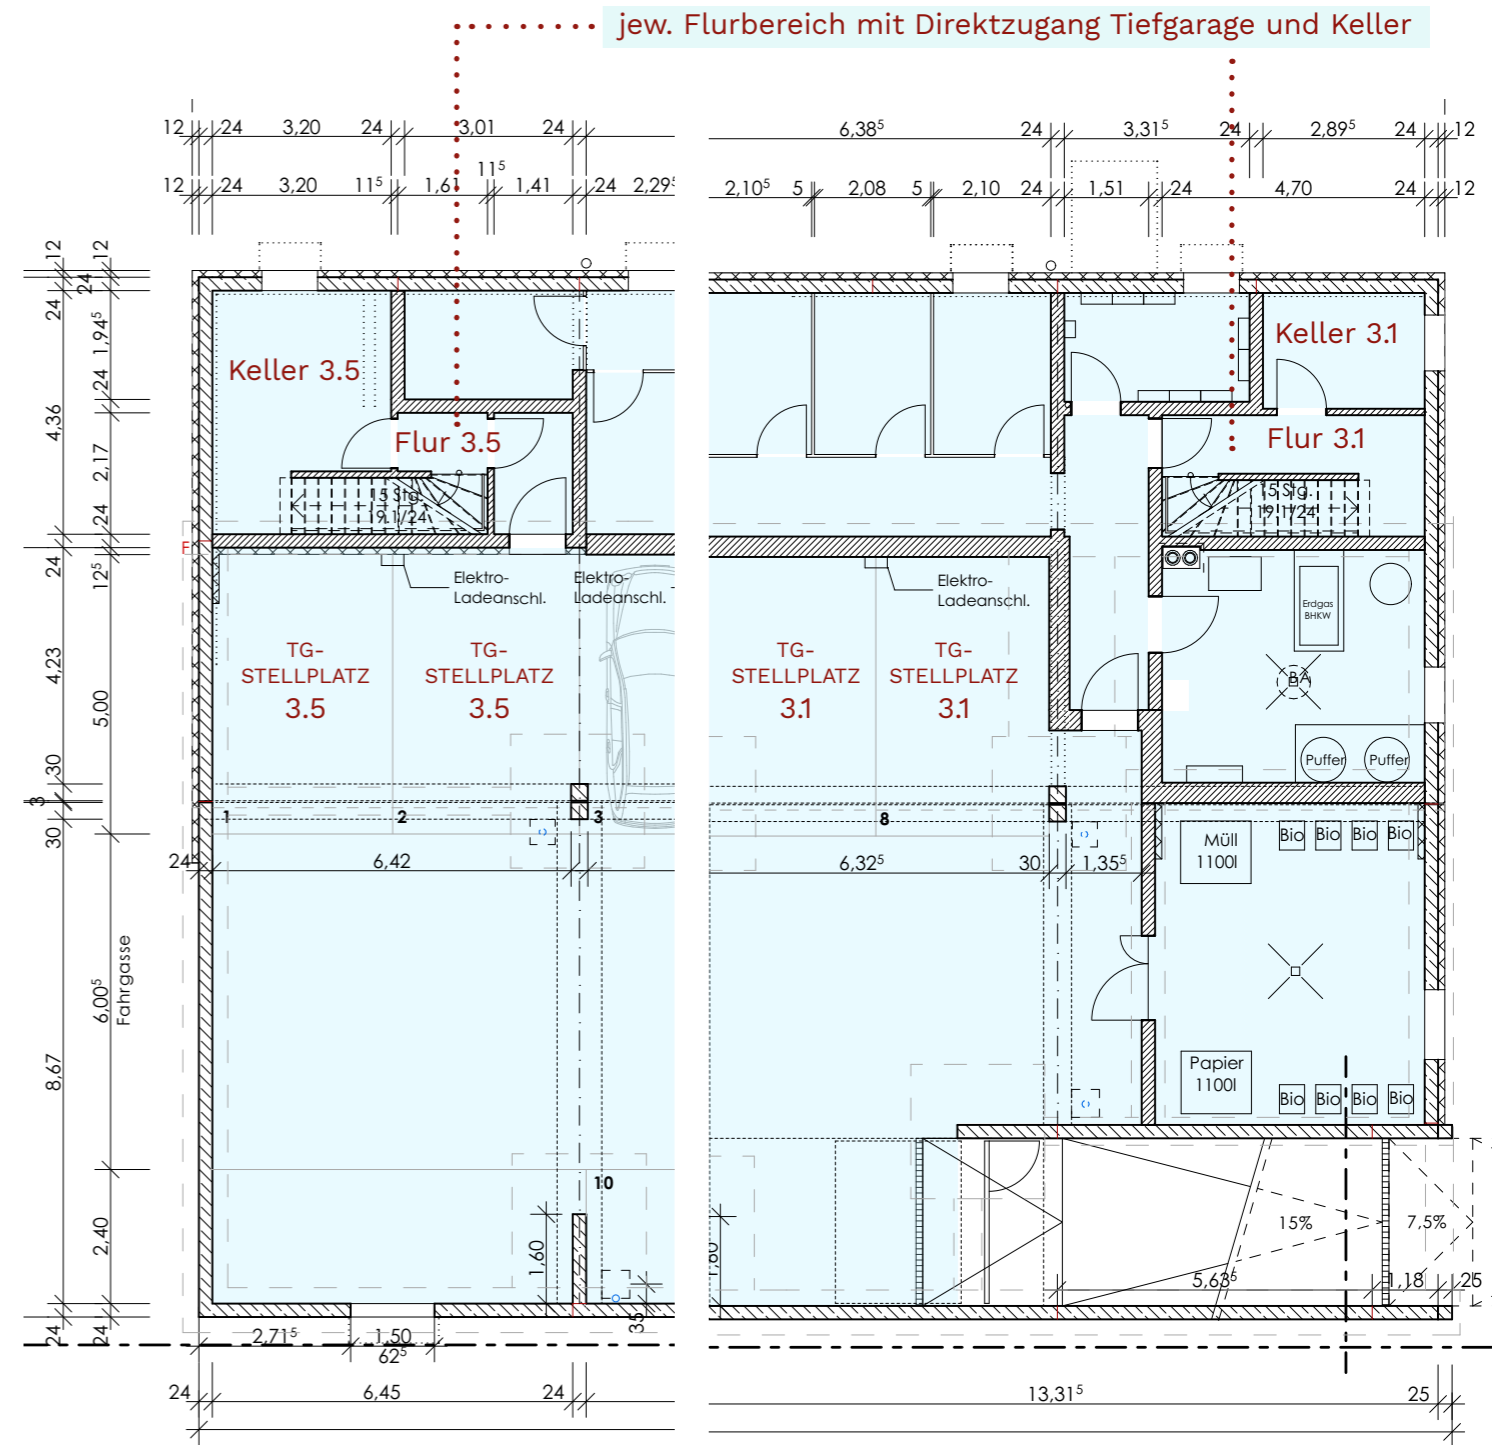 jew. Flurbereich mit Direktzugang Tiefgarage und Keller
12 24 3,20 24 3,01 24 6,38⁵ 24 3,31⁵ 24 2,89⁵ 24 12
11⁵
12 24 3,20 11⁵ 1,61 1,41 24 2,29⁵ 2,10⁵ 5 2,08 5 2,10 24 1,51 24 4,70 24 12
12 12
24
24
1,94⁵
24
4,36
2,17
24
24
12⁵
4,23
5,00
30
3
30
6,00⁵
Fahrgasse
8,67
2,40
24 24
Keller 3.5
Flur 3.5
15 Stg.
19,1/24
Keller 3.1
Flur 3.1
15 Stg.
19,1/24
F
Elektro-
Ladeanschl.
Elektro-
Ladeanschl.
Elektro-
Ladeanschl.
TG-
STELLPLATZ
3.5
TG-
STELLPLATZ
3.5
TG-
STELLPLATZ
3.1
TG-
STELLPLATZ
3.1
Erdgas
BHKW
BA
Puffer Puffer
1 2 3 8
24 6,42 6,32⁵ 30 1,35⁵
Müll
1100l
Bio Bio Bio Bio
Papier
1100l
Bio Bio Bio Bio
10
1,60
1,60
35
15% 7,5%
5,63⁵ 1,18 25
2,71⁵ 1,50
62⁵
24 6,45 24 13,31⁵ 25